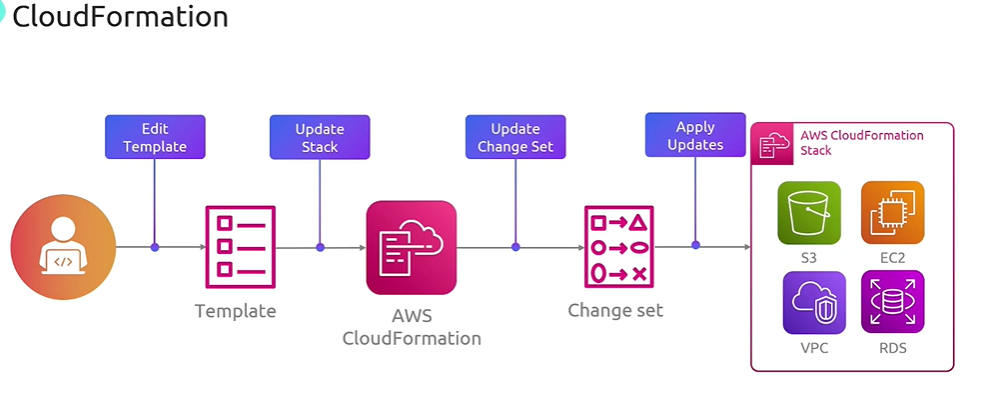 CloudFormation
Edit
Template
Update
Stack
Update
Change Set
Apply
Updates
AWS CloudFormation
Stack
</>
Template
AWS
CloudFormation
Change set
S3
EC2
VPC
RDS